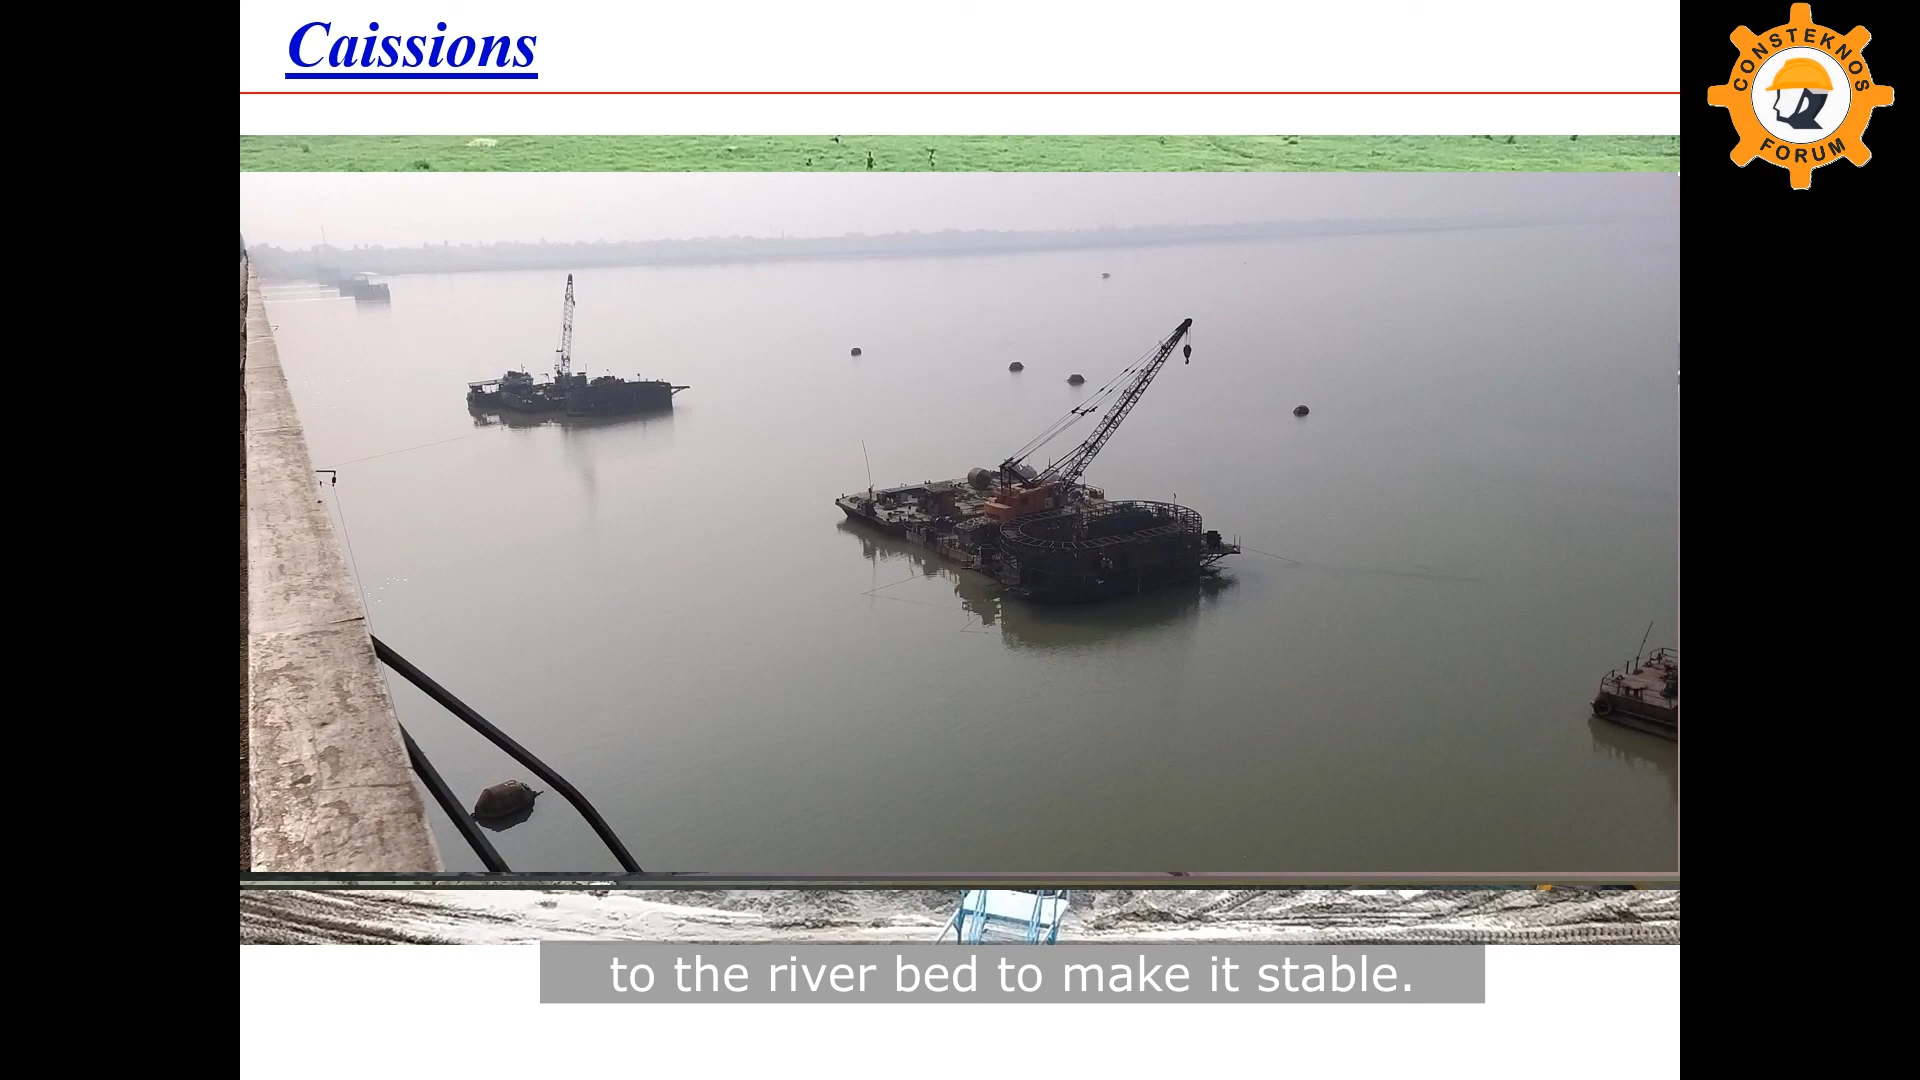 Caissions
CONSTEKNOS
FORUM
to the river bed to make it stable.